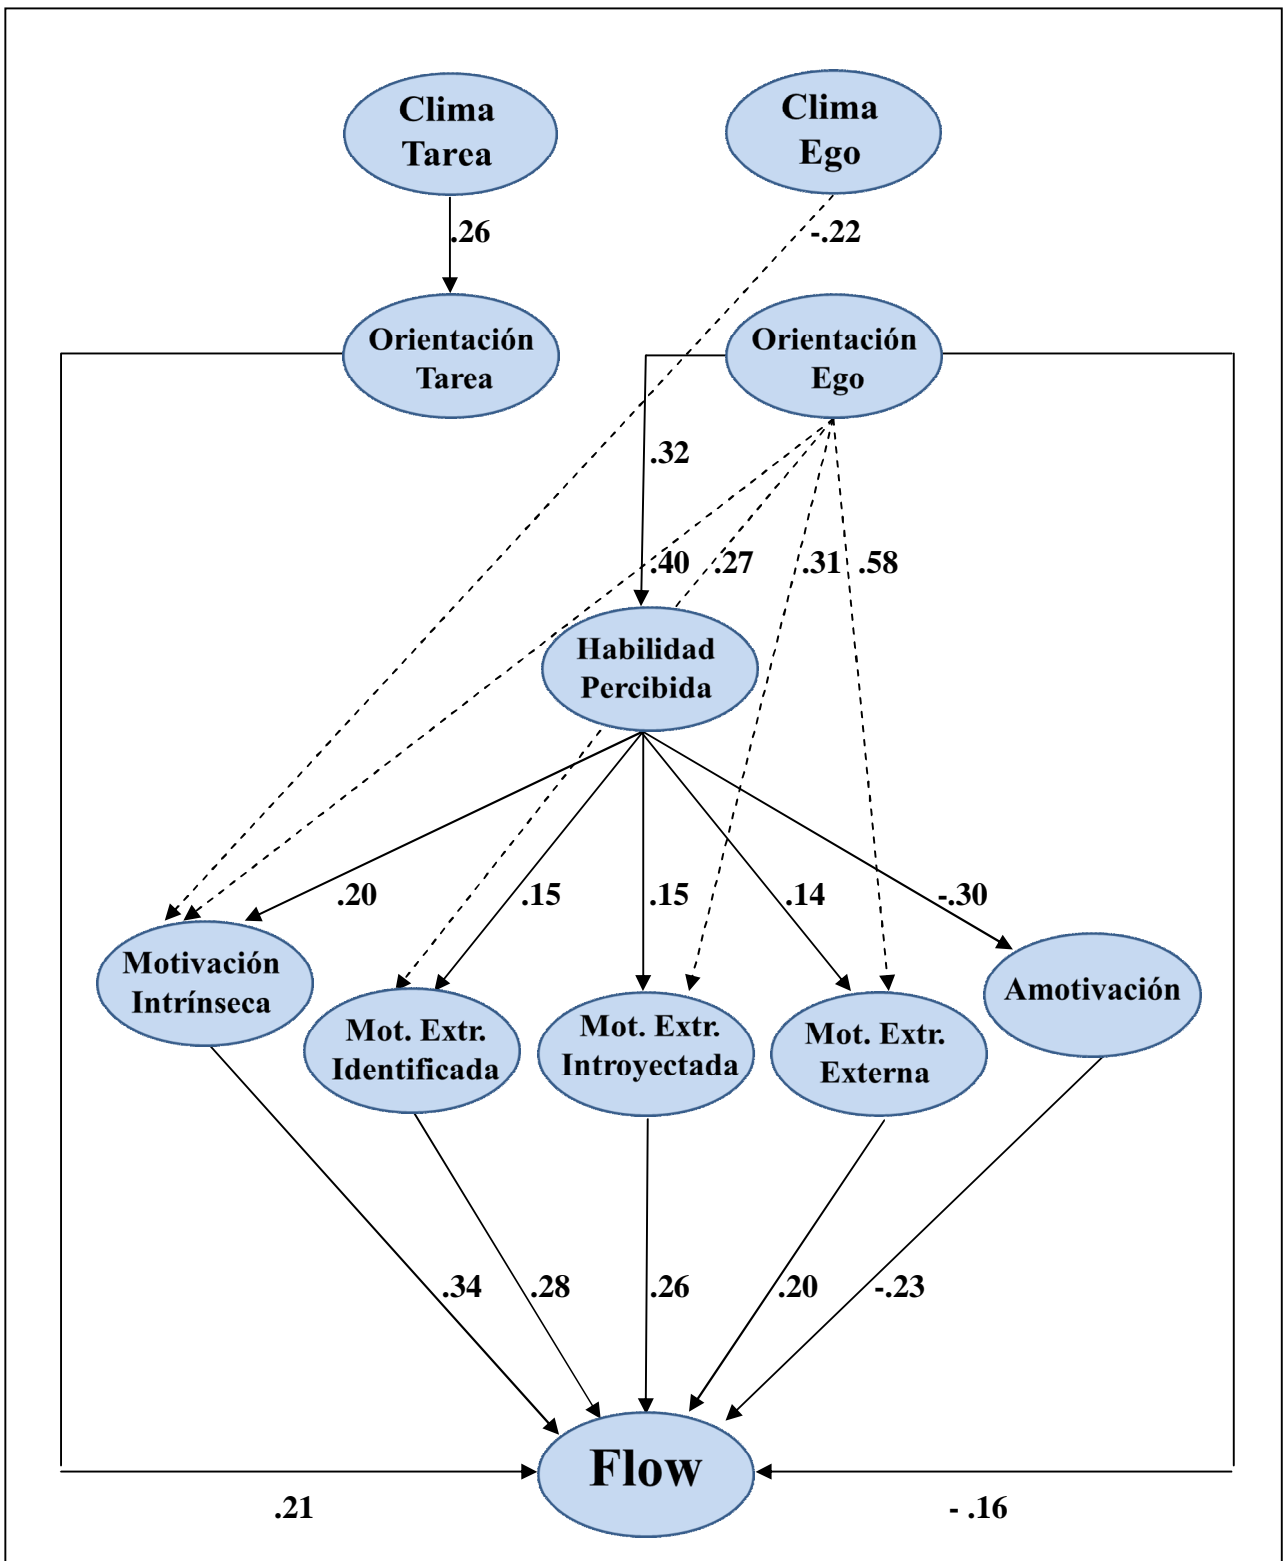 Clima
Tarea
Clima
Ego
.26
-.22
Orientación
Tarea
Orientación
Ego
.32
.40
.27
.31
.58
Habilidad
Percibida
.20
.15
.15
.14
-.30
Motivación
Intrínseca
Mot. Extr.
Identificada
Mot. Extr.
Introyectada
Mot. Extr.
Externa
Amotivación
.34
.28
.26
.20
-.23
Flow
.21
- .16